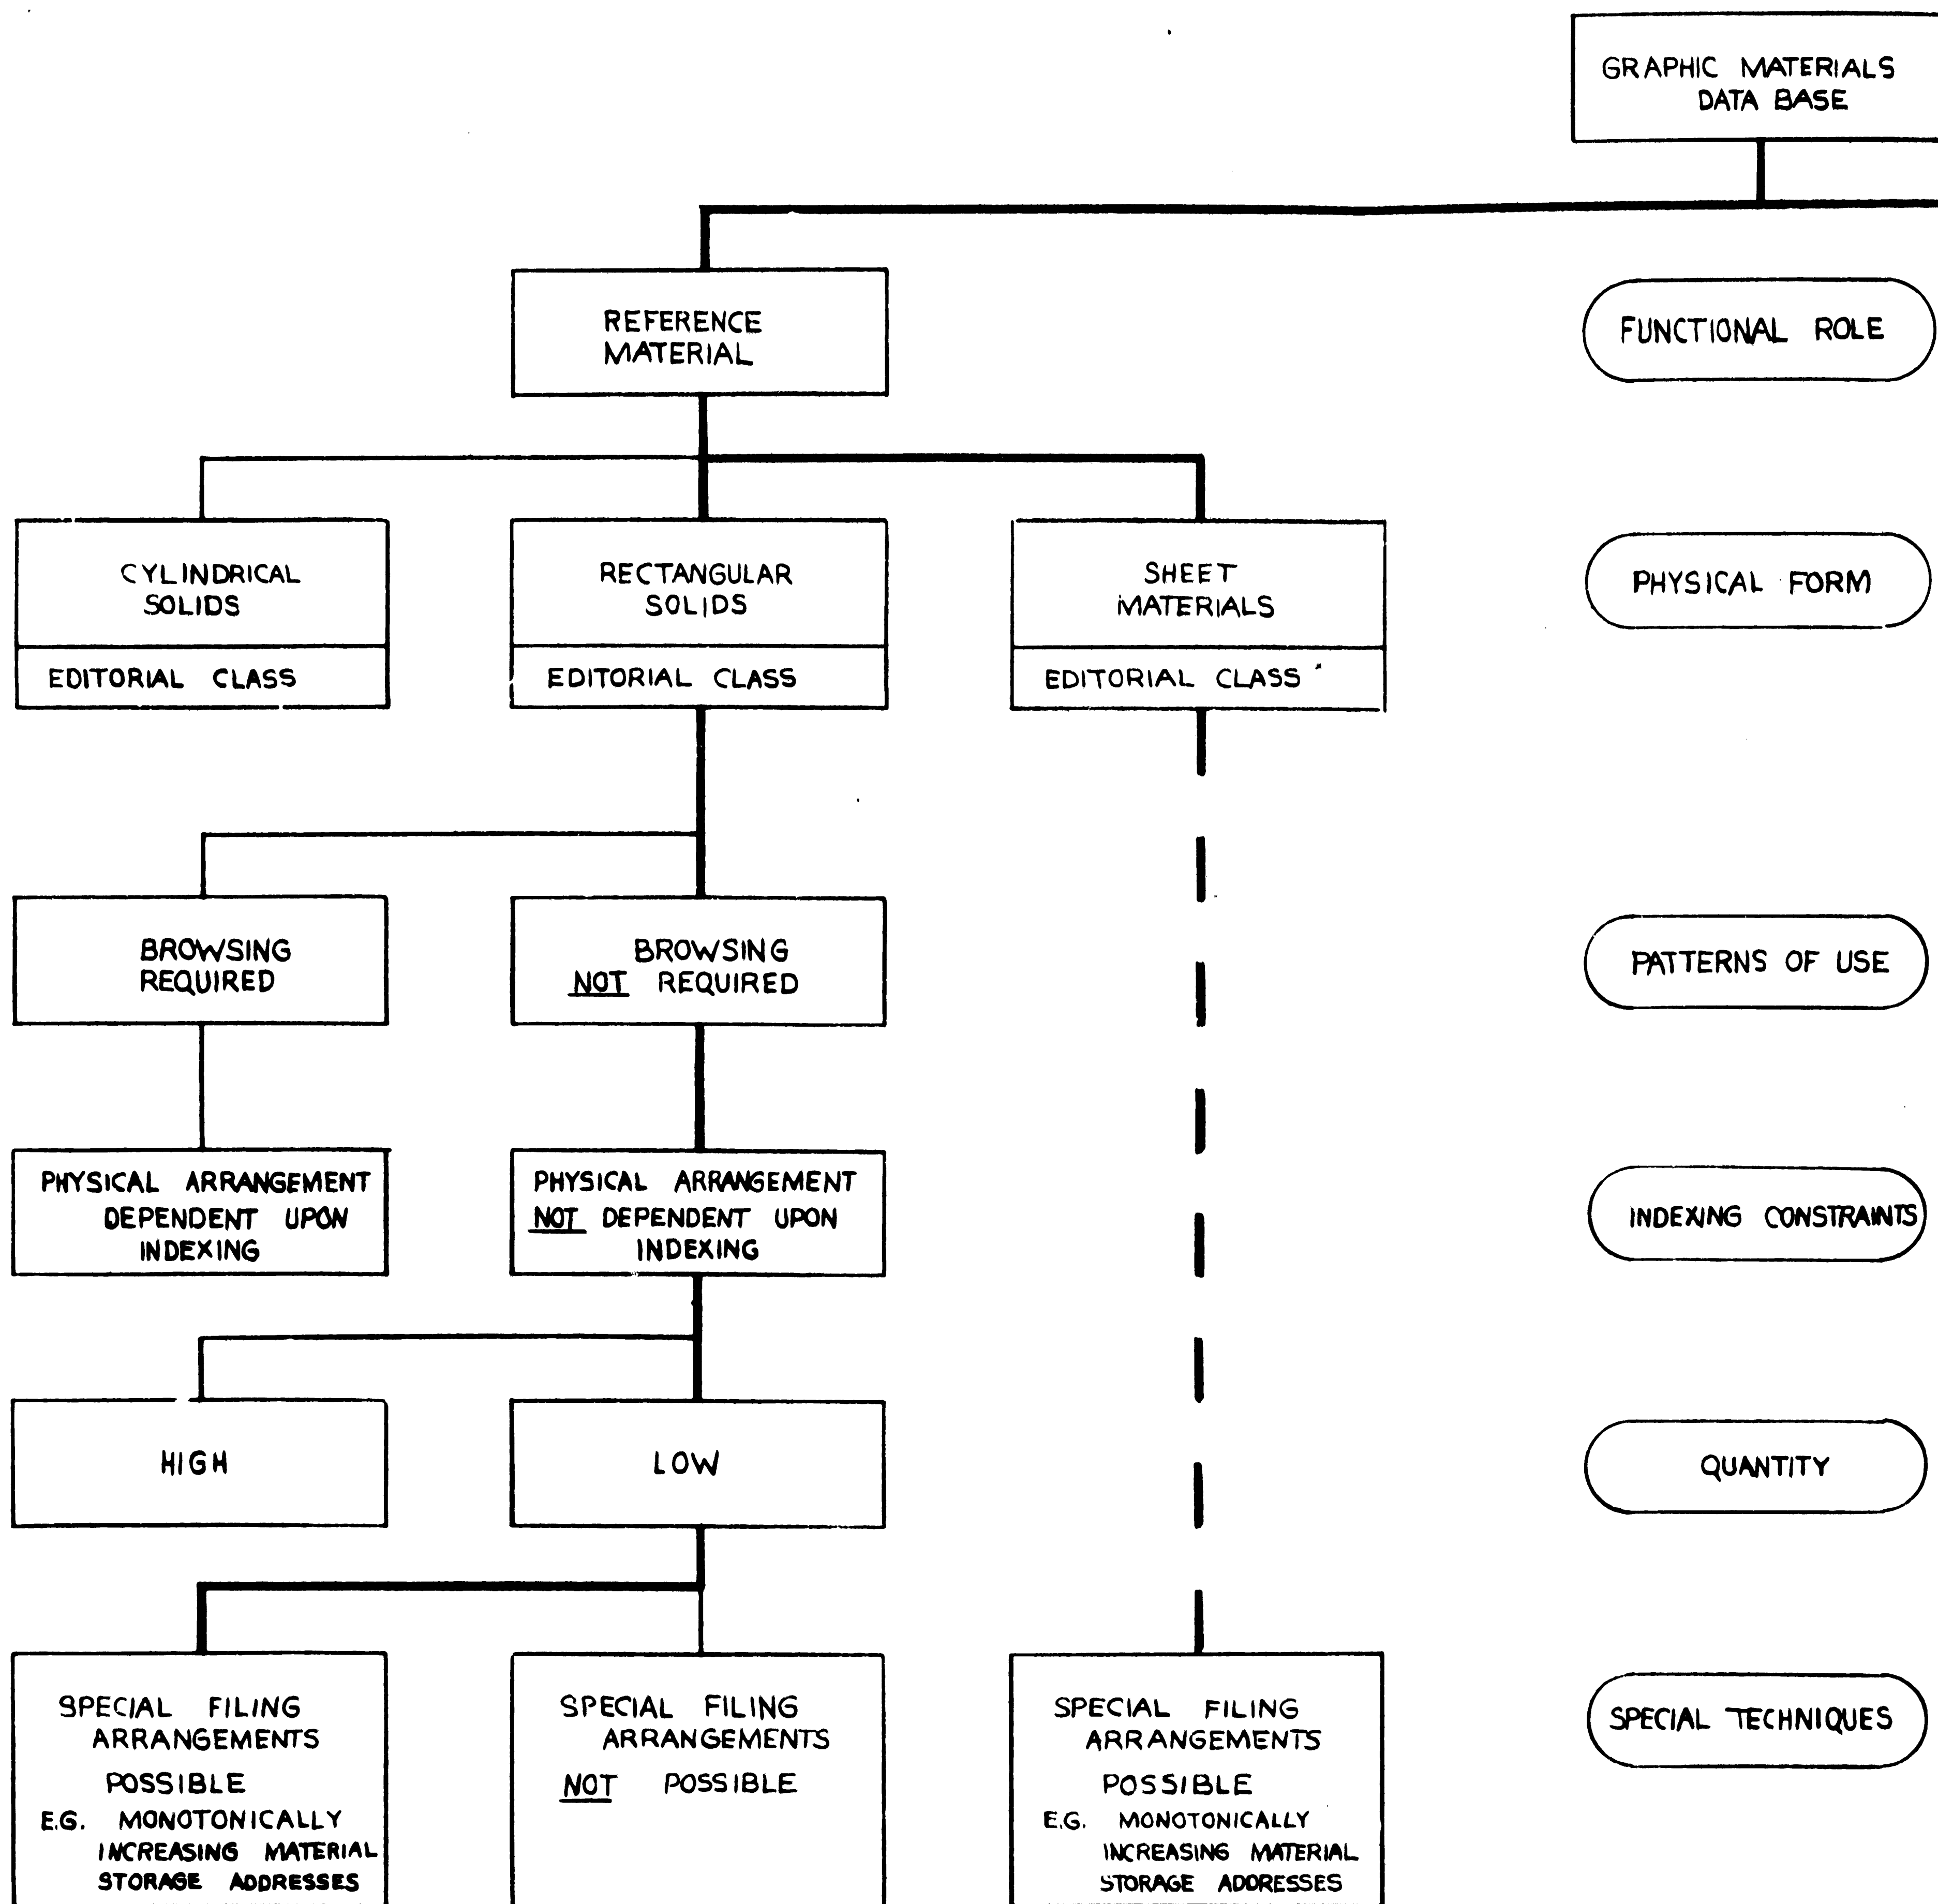 GRAPHIC MATERIALS
DATA BASE
REFERENCE
MATERIAL
FUNCTIONAL ROLE
CYLINDRICAL
SOLIDS
EDITORIAL CLASS
RECTANGULAR
SOLIDS
EDITORIAL CLASS
SHEET
MATERIALS
EDITORIAL CLASS
PHYSICAL FORM
BROWSING
REQUIRED
BROWSING
NOT REQUIRED
PATTERNS OF USE
PHYSICAL ARRANGEMENT
DEPENDENT UPON
INDEXING
PHYSICAL ARRANGEMENT
NOT DEPENDENT UPON
INDEXING
INDEXING CONSTRAINTS
HIGH
LOW
QUANTITY
SPECIAL FILING
ARRANGEMENTS
POSSIBLE
E.G. MONOTONICALLY
INCREASING MATERIAL
STORAGE ADDRESSES
SPECIAL FILING
ARRANGEMENTS
NOT POSSIBLE
SPECIAL FILING
ARRANGEMENTS
POSSIBLE
E.G. MONOTONICALLY
INCREASING MATERIAL
STORAGE ADDRESSES
SPECIAL TECHNIQUES